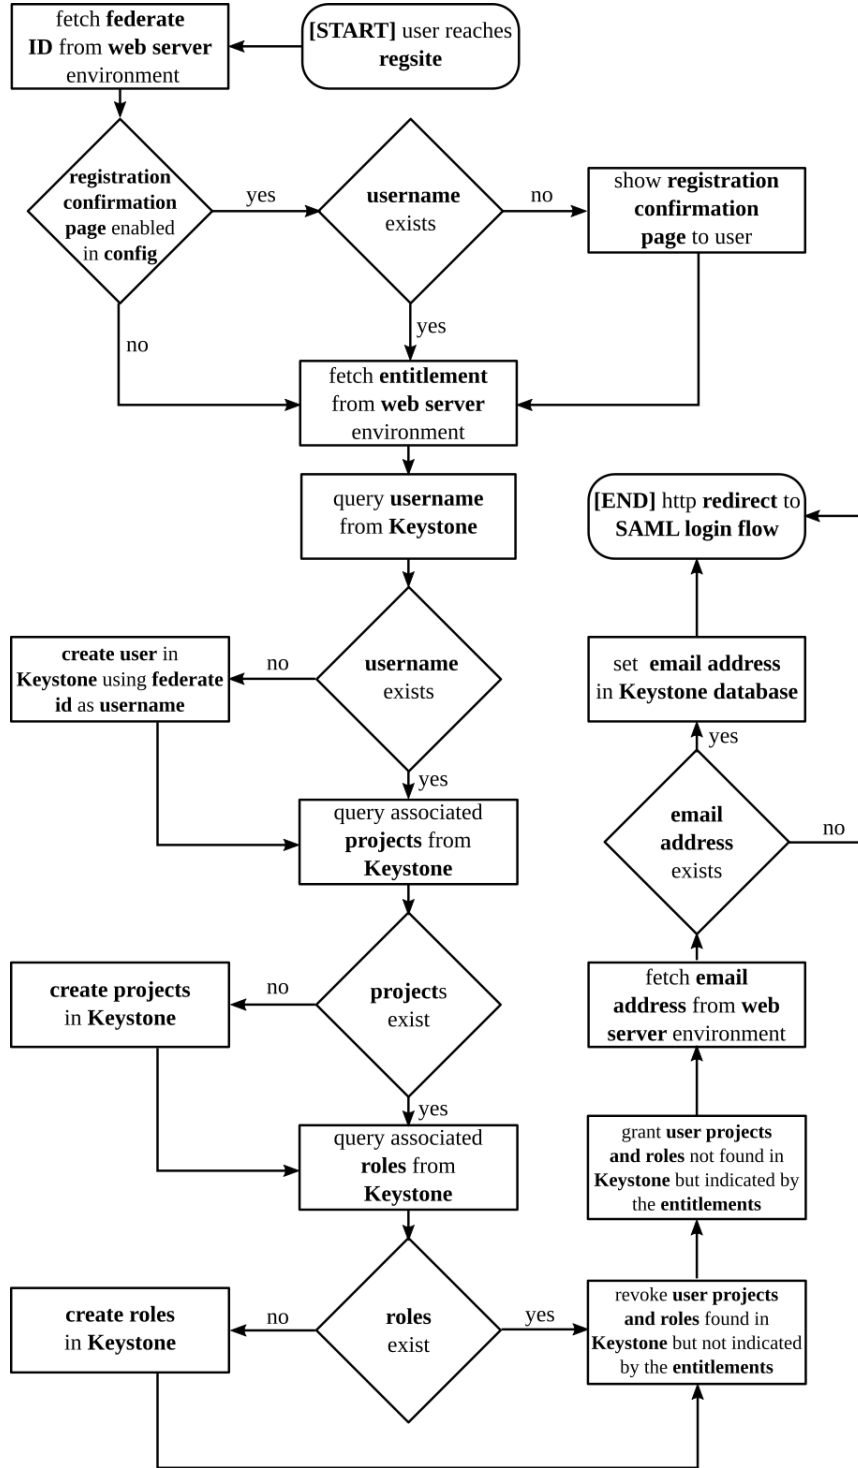 fetch federate
ID from web server
environment
[START] user reaches
regsite
registration
confirmation
page enabled
in config
yes
username
exists
no
show registration
confirmation
page to user
no
yes
fetch entitlement
from web server
environment
query username
from Keystone
[END] http redirect to
SAML login flow
create user in
Keystone using federate
id as username
no
username
exists
set email address
in Keystone database
yes
yes
query associated
projects from
Keystone
email
address
exists
no
create projects
in Keystone
no
projects
exist
fetch email
address from web
server environment
yes
query associated
roles from
Keystone
grant user projects
and roles not found in
Keystone but indicated by
the entitlements
create roles
in Keystone
no
roles
exist
yes
revoke user projects
and roles found in
Keystone but not indicated
by the entitlements